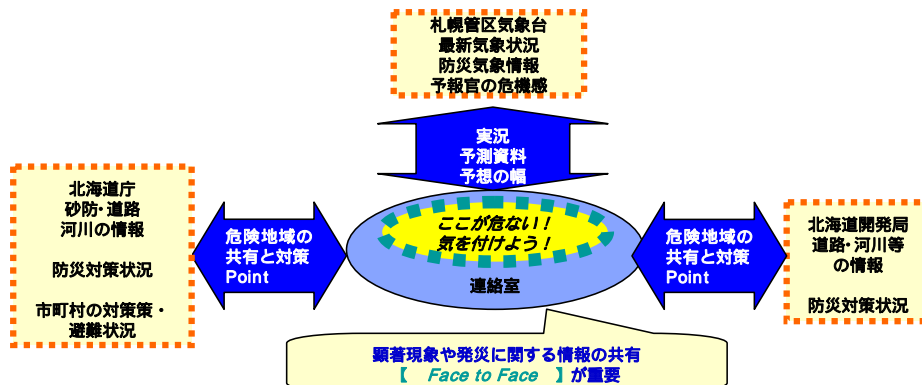 札幌管区気象台
最新気象状況
防災気象情報
予報官の危機感
実況
予測資料
予想の幅
北海道庁
砂防・道路
河川の情報
防災対策状況
市町村の対策策・
避難状況
危険地域の
共有と対策
Point
ここが危ない！
気を付けよう！
連絡室
危険地域の
共有と対策
Point
北海道開発局
道路・河川等
の情報
防災対策状況
顕著現象や発災に関する情報の共有
【 Face to Face 】が重要